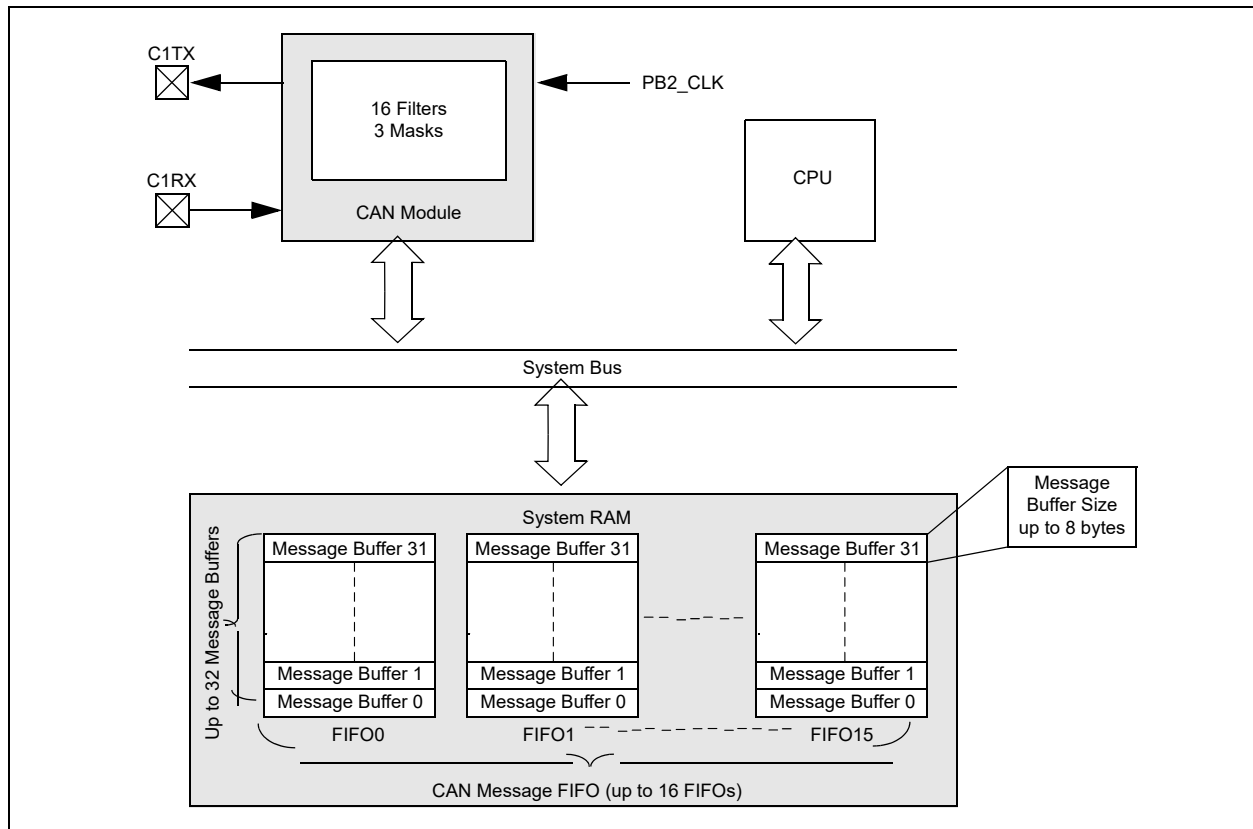 C1TX
PB2_CLK
16 Filters
3 Masks
C1RX
CAN Module
CPU
System Bus
Message
Buffer Size
up to 8 bytes
System RAM
Up to 32 Message Buffers
Message Buffer 31
Message Buffer 31
Message Buffer 31
Message Buffer 1
Message Buffer 1
Message Buffer 1
Message Buffer 0
Message Buffer 0
Message Buffer 0
FIFO0
FIFO1
FIFO15
CAN Message FIFO (up to 16 FIFOs)